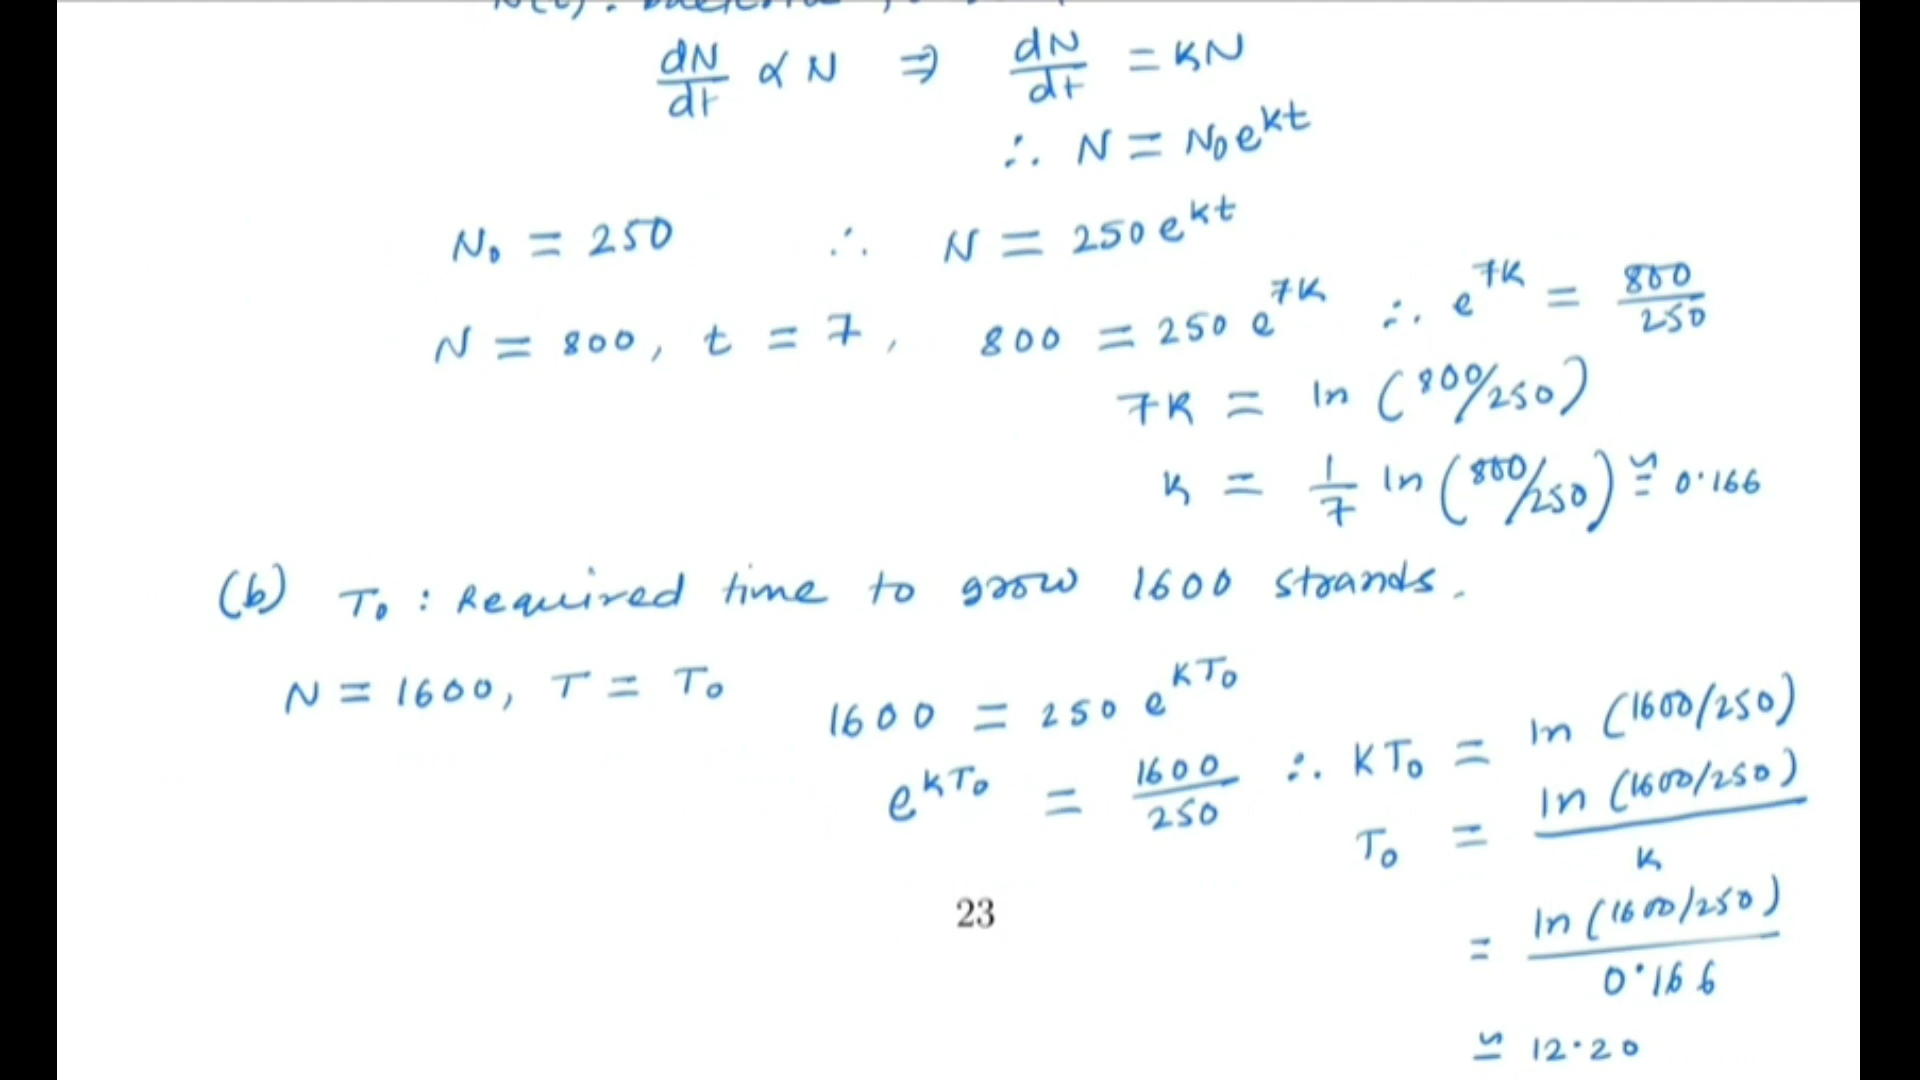 dN/dt ∝ N ⇒ dN/dt = KN
∴ N = N₀e^kt
N₀ = 250 ∴ N = 250 e^kt
N = 800, t = 7, 800 = 250 e^7K ∴ e^7K = 800/250
7K = ln (800/250)
K = 1/7 ln (800/250) ≅ 0.166
(b) T₀ : Required time to grow 1600 strands.
N = 1600, T = T₀ 1600 = 250 e^KT₀
e^KT₀ = 1600/250 ∴ KT₀ = ln (1600/250)
T₀ = ln (1600/250)/K
= ln (1600/250)/0.166
≃ 12.20
23